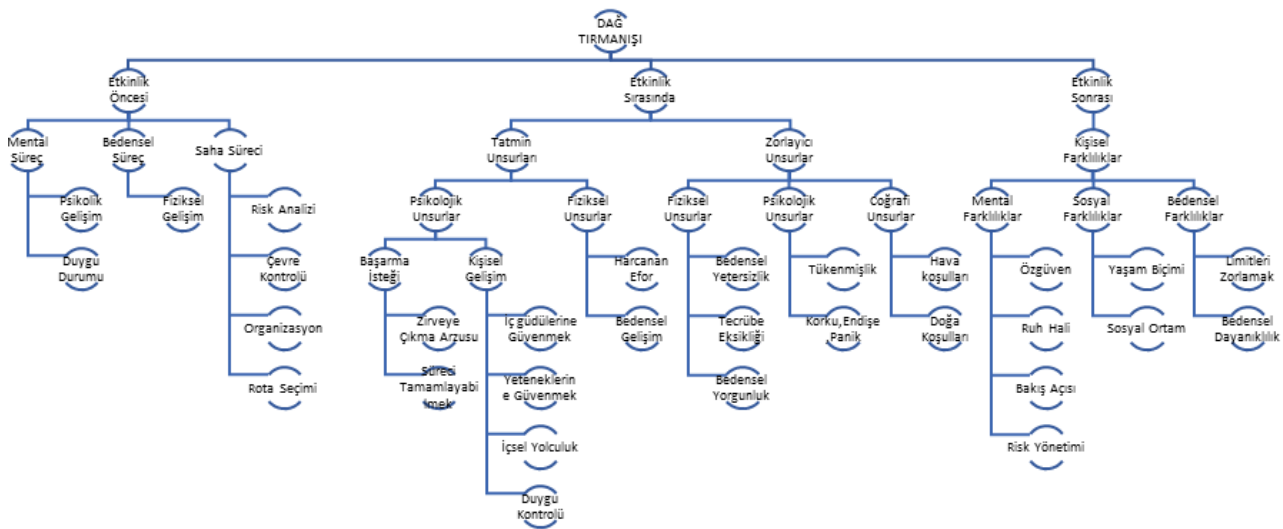 DAĞ
TIRMANIŞI
Etkinlik
Öncesi
Etkinlik
Sırasında
Etkinlik
Sonrası
Mental
Süreç
Bedensel
Süreç
Saha Süreci
Tatmin
Unsurları
Zorlayıcı
Unsurlar
Kişisel
Farklılıklar
Psikolik
Gelişim
Duygu
Durumu
Fiziksel
Gelişim
Risk Analizi
Çevre
Kontrolü
Organizasyon
Rota Seçimi
Psikolojik
Unsurlar
Fiziksel
Unsurlar
Başarma
İsteği
Kişisel
Gelişim
Zirveye
Çıkma Arzusu
Süreci
Tamamlayabi
lmek
İç güdülerine
Güvenmek
Yeteneklerin
e Güvenmek
İçsel Yolculuk
Duygu
Kontrolü
Harcanan
Efor
Bedensel
Gelişim
Fiziksel
Unsurlar
Psikolojik
Unsurlar
Coğrafi
Unsurlar
Bedensel
Yetersizlik
Tecrübe
Eksikliği
Bedensel
Yorgunluk
Tükenmişlik
Korku,Endişe
,Panik
Hava
koşulları
Doğa
Koşulları
Mental
Farklılıklar
Sosyal
Farklılıklar
Bedensel
Farklılıklar
Özgüven
Ruh Hali
Bakış Açısı
Risk Yönetimi
Yaşam Biçimi
Sosyal Ortam
Limitleri
Zorlamak
Bedensel
Dayanıklılık